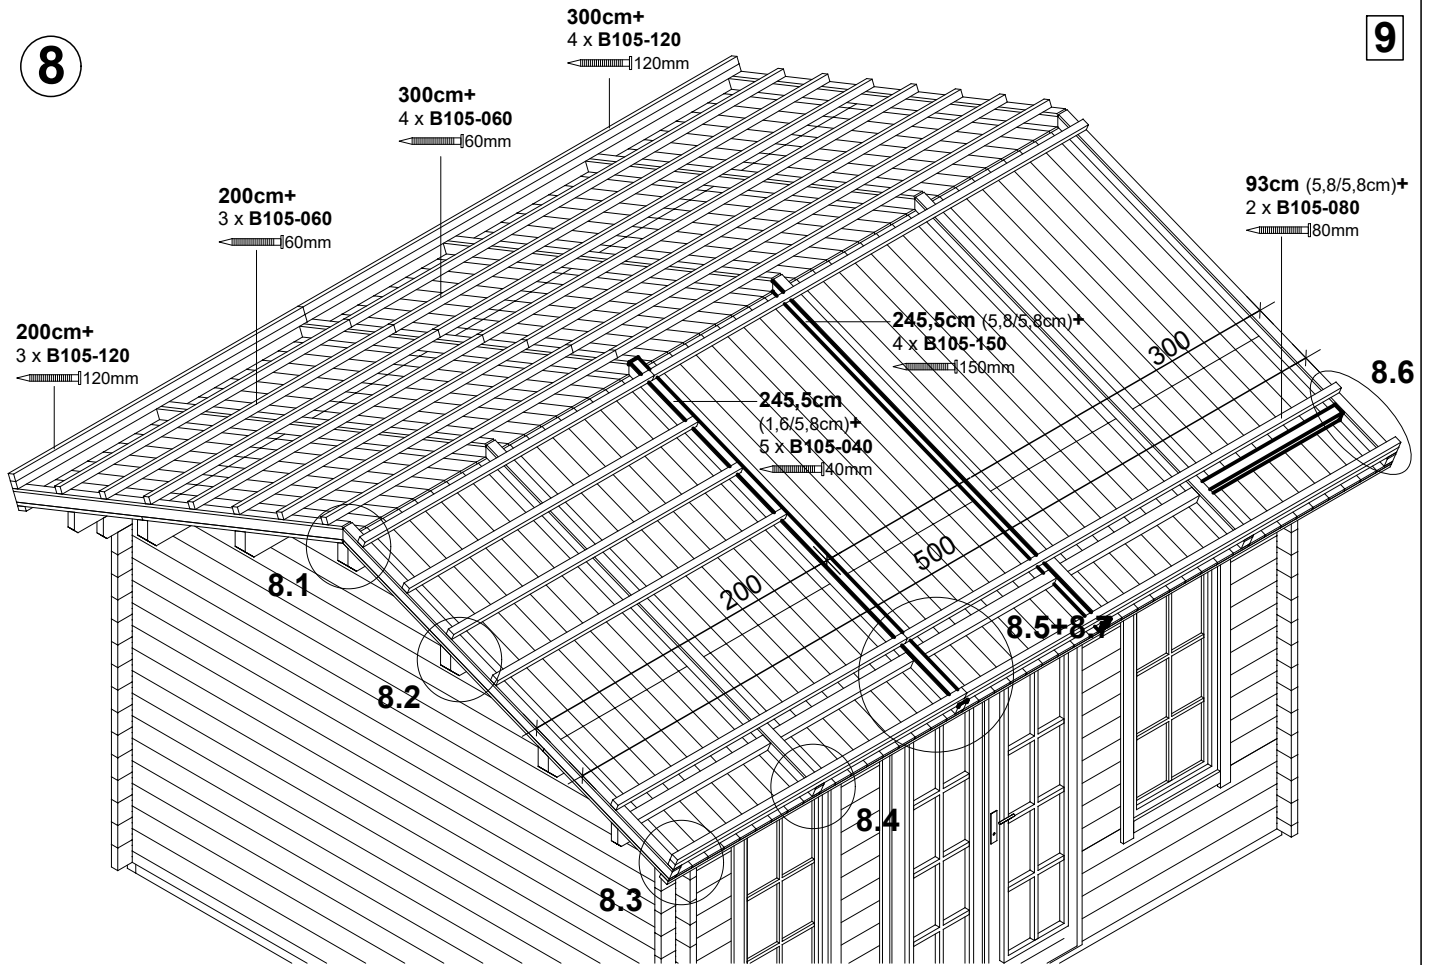 8
9
300cm+
4 x B105-120
120mm
300cm+
4 x B105-060
60mm
200cm+
3 x B105-060
60mm
200cm+
3 x B105-120
120mm
93cm (5,8/5,8cm)+
2 x B105-080
80mm
245,5cm (5,8/5,8cm)+
4 x B105-150
150mm
245,5cm
(1,6/5,8cm)+
5 x B105-040
40mm
300
500
200
8.6
8.1
8.5+8.7
8.2
8.4
8.3